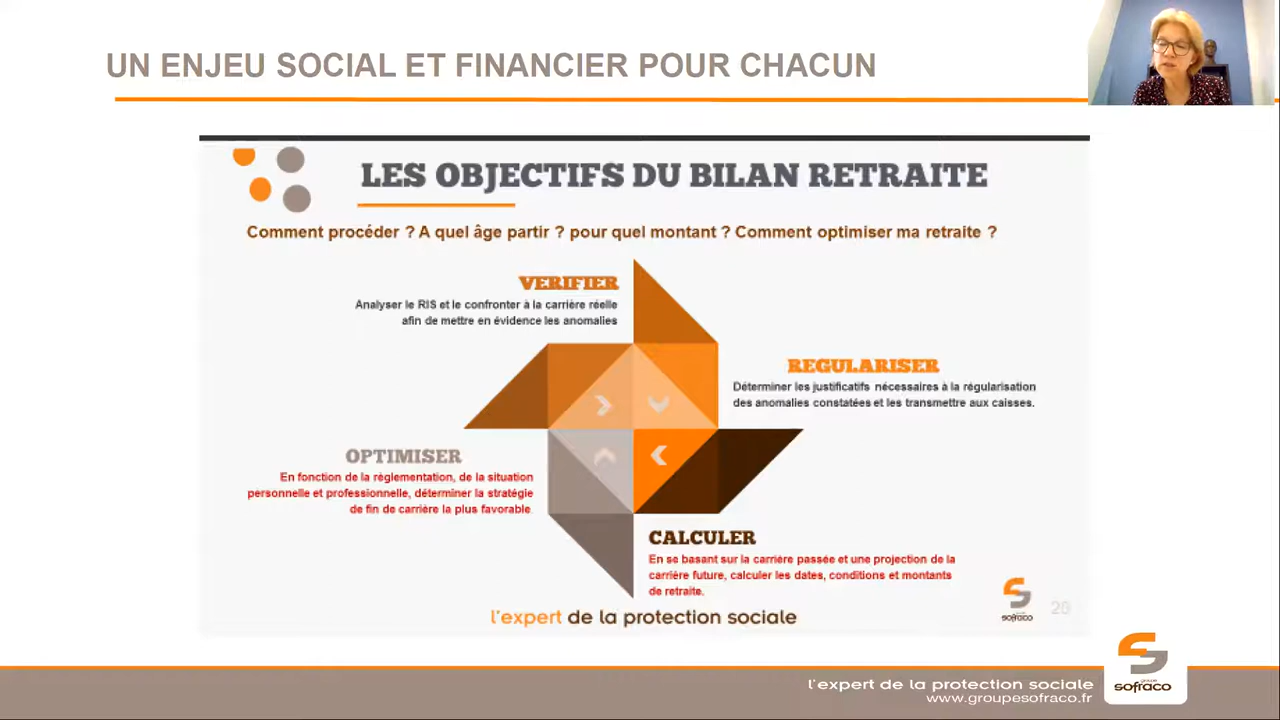 UN ENJEU SOCIAL ET FINANCIER POUR CHACUN
LES OBJECTIFS DU BILAN RETRAITE
Comment procéder ? A quel âge partir ? pour quel montant ? Comment optimiser ma retraite ?
VERIFIER
Analyser le RIS et le confronter à la carrière réelle
afin de mettre en évidence les anomalies
REGULARISER
Déterminer les justificatifs nécessaires à la régularisation
des anomalies constatées et les transmettre aux caisses.
OPTIMISER
En fonction de la règlementation, de la situation
personnelle et professionnelle, déterminer la stratégie
de fin de carrière la plus favorable
CALCULER
En se basant sur la carrière passée et une projection de la
carrière future, calculer les dates, conditions et montants
de retraite.
l'expert de la protection sociale
sofraco
l'expert de la protection sociale
www.groupesofraco.fr
groupe
sofraco